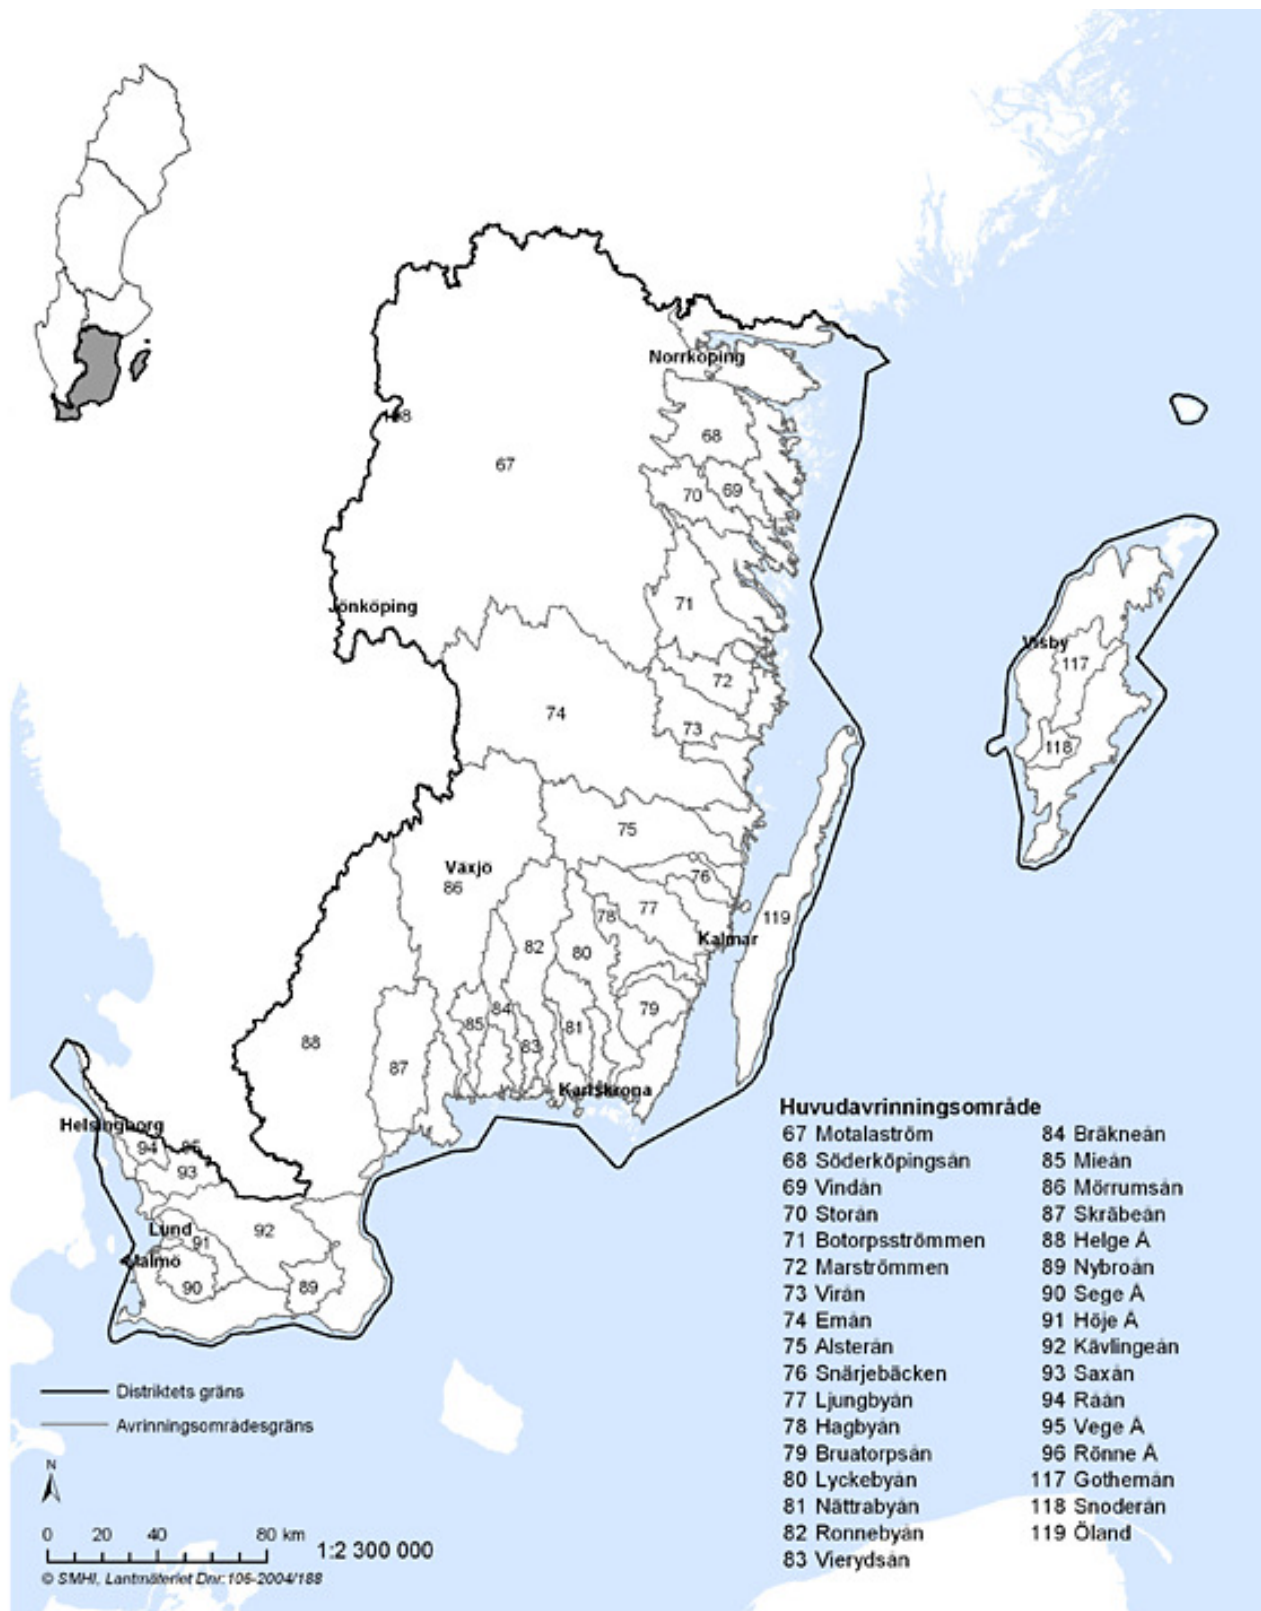 Norrköping
108
68
67
70
69
71
Jönköping
Visby
117
72
74
73
118
75
Växjö
86
76
78
77
119
Kalmar
82
80
84
79
85
81
88
83
87
Karlskrona
Helsingborg
94
95
93
Lund
92
91
Malmö
90
89
Huvudavrinningsområde
67 Motalaström
68 Söderköpingsån
69 Vindån
70 Storån
71 Botorpsströmmen
72 Marströmmen
73 Virån
74 Emån
75 Alsterån
76 Snärjebäcken
77 Ljungbyån
78 Hagbyån
79 Bruatorpsån
80 Lyckebyån
81 Nättrabyån
82 Ronnebyån
83 Vierydsån
84 Bräkneån
85 Mieån
86 Mörrumsån
87 Skräbeån
88 Helge Å
89 Nybroån
90 Sege Å
91 Höje Å
92 Kävlingeån
93 Saxån
94 Råån
95 Vege Å
96 Rönne Å
117 Gothemån
118 Snoderån
119 Öland
Distriktets gräns
Avrinningsområdesgräns
N
0 20 40 80 km
1:2 300 000
© SMHI, Lantmäteriet Dnr:106-2004/188